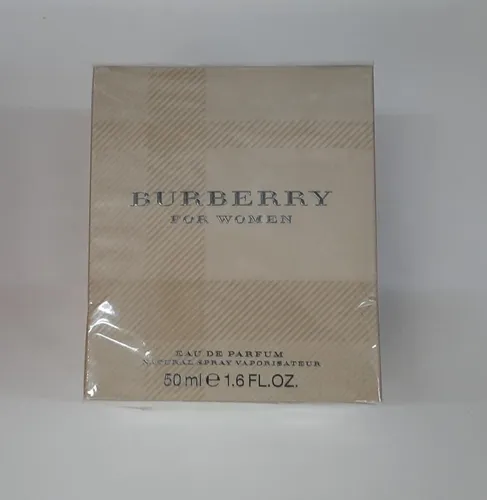 BURBERRY
FOR WOMEN
EAU DE PARFUM
NATURAL SPRAY VAPORISATEUR
50 ml ℮ 1.6 FL.OZ.